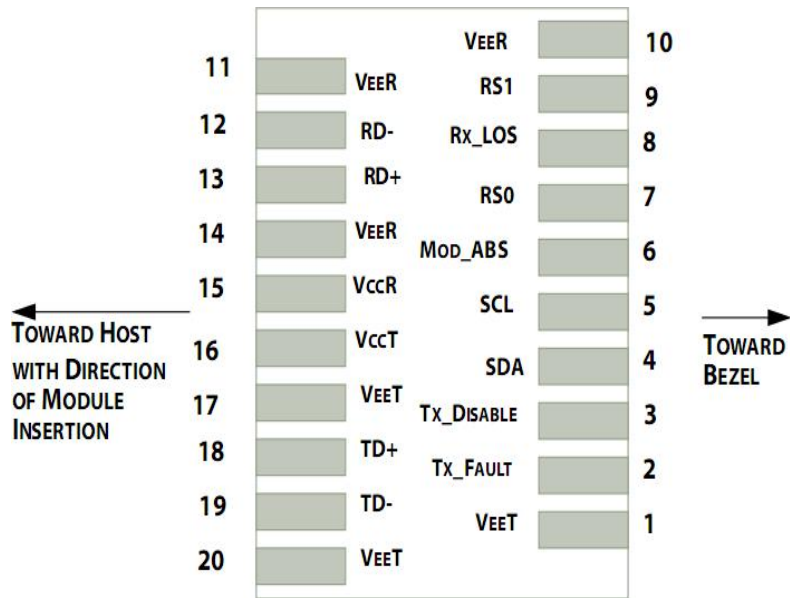 11 VEER
12 RD-
13 RD+
14 VEER
15 VCCR
16 VCCT
17 VEET
18 TD+
19 TD-
20 VEET
VEER 10
RS1 9
RX_LOS 8
RS0 7
MOD_ABS 6
SCL 5
SDA 4
TX_DISABLE 3
TX_FAULT 2
VEET 1
TOWARD HOST
WITH DIRECTION
OF MODULE
INSERTION
TOWARD
BEZEL